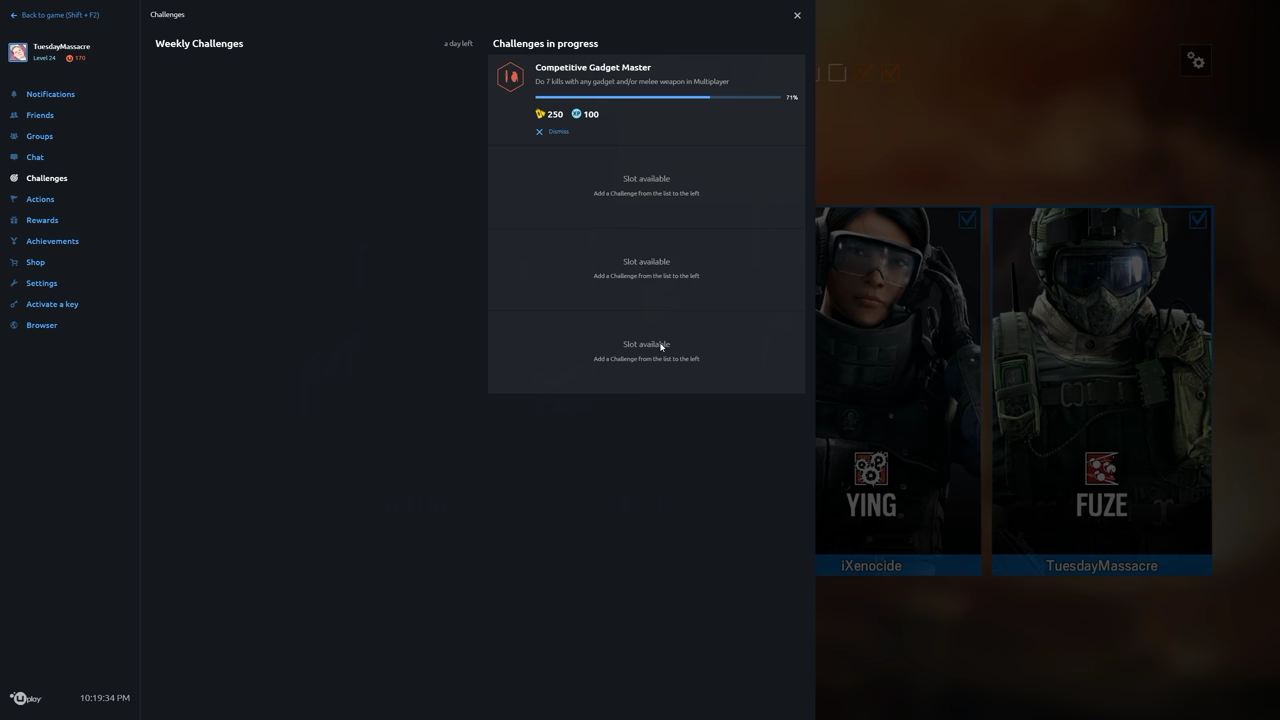 Back to game (Shift + F2)
TuesdayMassacre
Level 24
170
Notifications
Friends
Groups
Chat
Challenges
Actions
Rewards
Achievements
Shop
Settings
Activate a key
Browser
uplay
10:19:34 PM
Challenges
Weekly Challenges
a day left
Challenges in progress
Competitive Gadget Master
Do 7 kills with any gadget and/or melee weapon in Multiplayer
71%
250
XP 100
Dismiss
Slot available
Add a Challenge from the list to the left
Slot available
Add a Challenge from the list to the left
Slot available
Add a Challenge from the list to the left
YING
iXenocide
FUZE
TuesdayMassacre